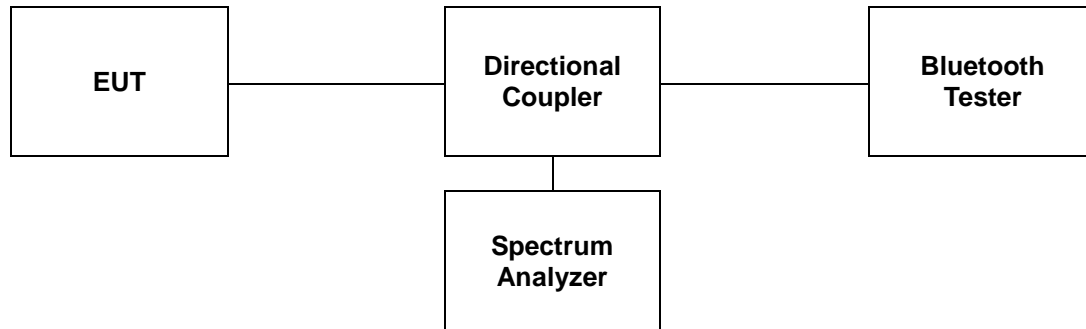 EUT
Directional
Coupler
Bluetooth
Tester
Spectrum
Analyzer